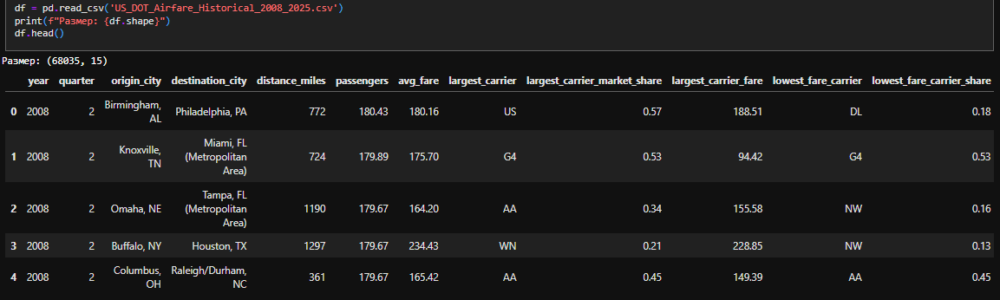 df = pd.read_csv('US_DOT_Airfare_Historical_2008_2025.csv')
print(f"Размер: {df.shape}")
df.head()
Размер: (68035, 15)
year quarter origin_city destination_city distance_miles passengers avg_fare largest_carrier largest_carrier_market_share largest_carrier_fare lowest_fare_carrier lowest_fare_carrier_share
0 2008 2 Birmingham, AL Philadelphia, PA 772 180.43 180.16 US 0.57 188.51 DL 0.18
1 2008 2 Knoxville, TN Miami, FL (Metropolitan Area) 724 179.89 175.70 G4 0.53 94.42 G4 0.53
2 2008 2 Omaha, NE Tampa, FL (Metropolitan Area) 1190 179.67 164.20 AA 0.34 155.58 NW 0.16
3 2008 2 Buffalo, NY Houston, TX 1297 179.67 234.43 WN 0.21 228.85 NW 0.13
4 2008 2 Columbus, OH Raleigh/Durham, NC 361 179.67 165.42 AA 0.45 149.39 AA 0.45